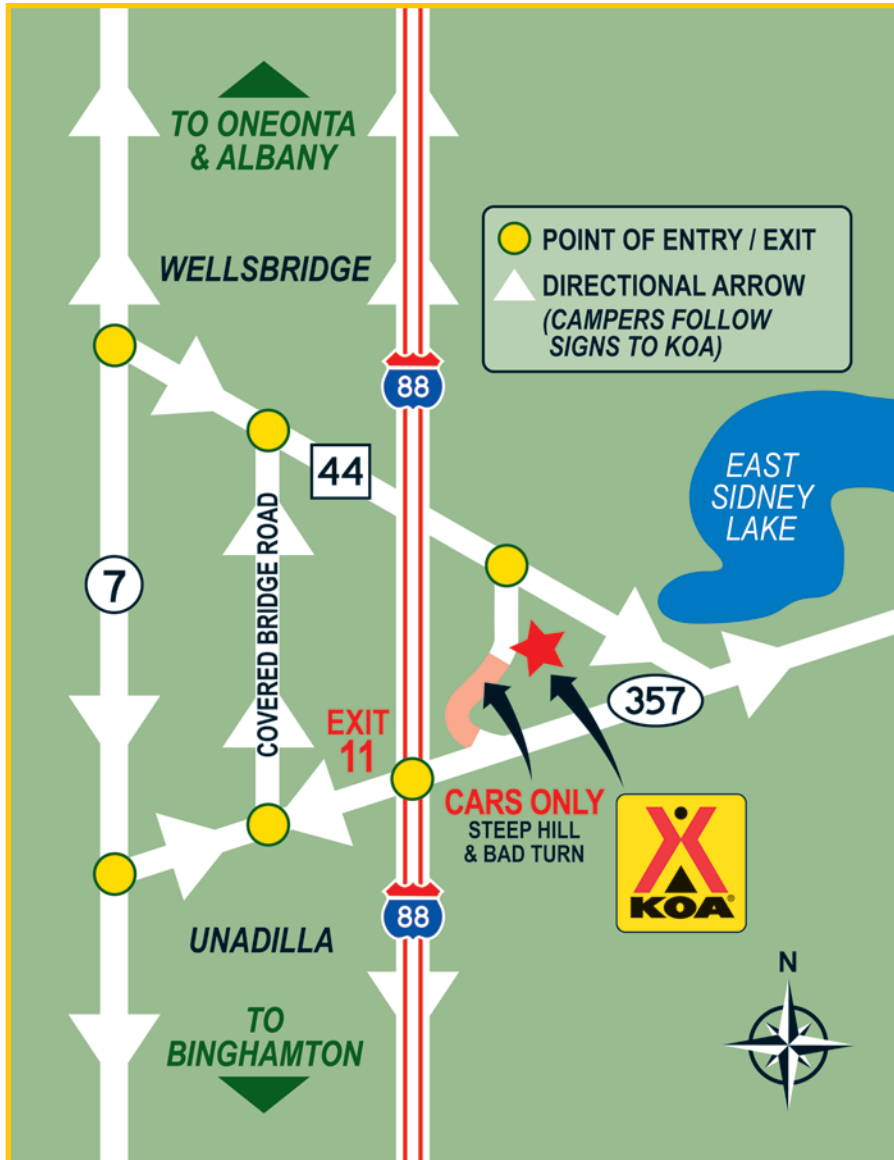 TO ONEONTA
& ALBANY
WELLSBRIDGE
POINT OF ENTRY / EXIT
DIRECTIONAL ARROW
(CAMPERS FOLLOW
SIGNS TO KOA)
88
44
EAST
SIDNEY
LAKE
7
COVERED BRIDGE ROAD
357
EXIT
11
CARS ONLY
STEEP HILL
& BAD TURN
KOA®
88
UNADILLA
N
TO
BINGHAMTON